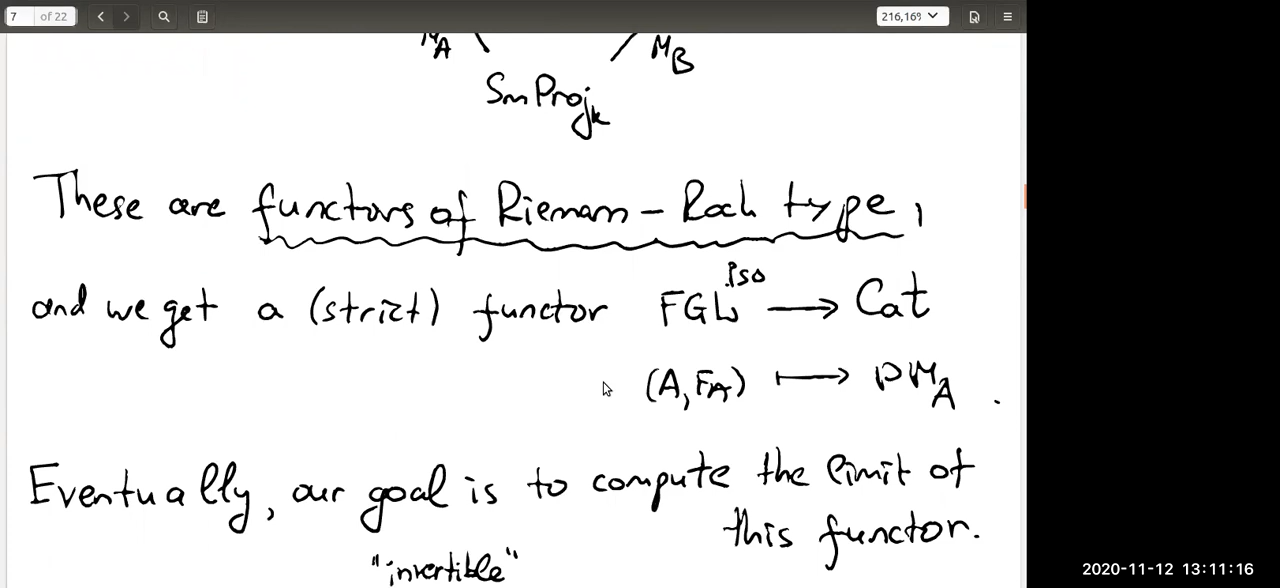 7 of 22
216,16%
M_A M_B
SmProj_k
These are functors of Riemann - Roch type,
and we get a (strict) functor FGL^iso → Cat
(A, F_A) ↦ PM_A .
Eventually, our goal is to compute the limit of
this functor.
"invertible"
2020-11-12 13:11:16